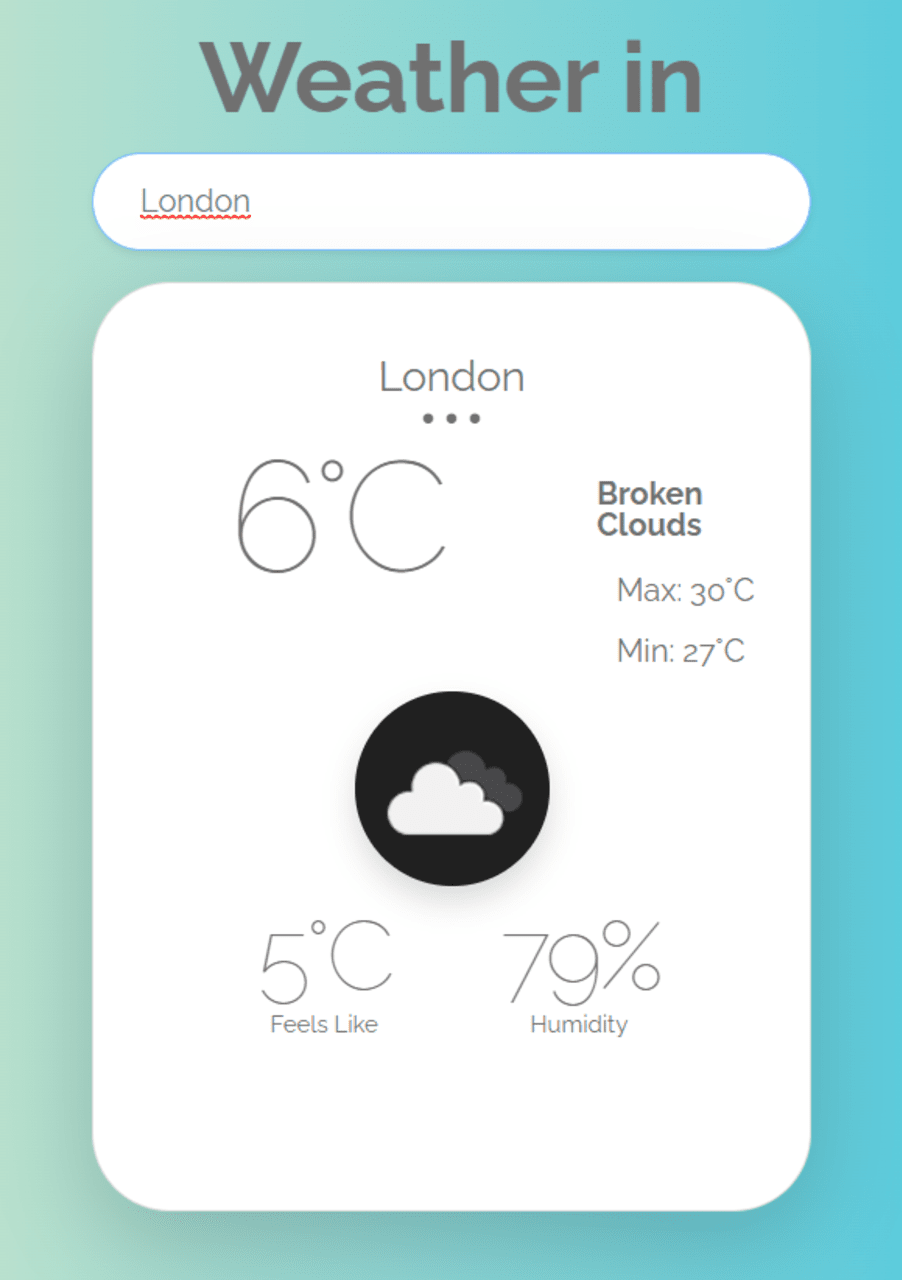 Weather in
London
London
6°C
Broken
Clouds
Max: 30°C
Min: 27°C
5°C
79%
Feels Like
Humidity